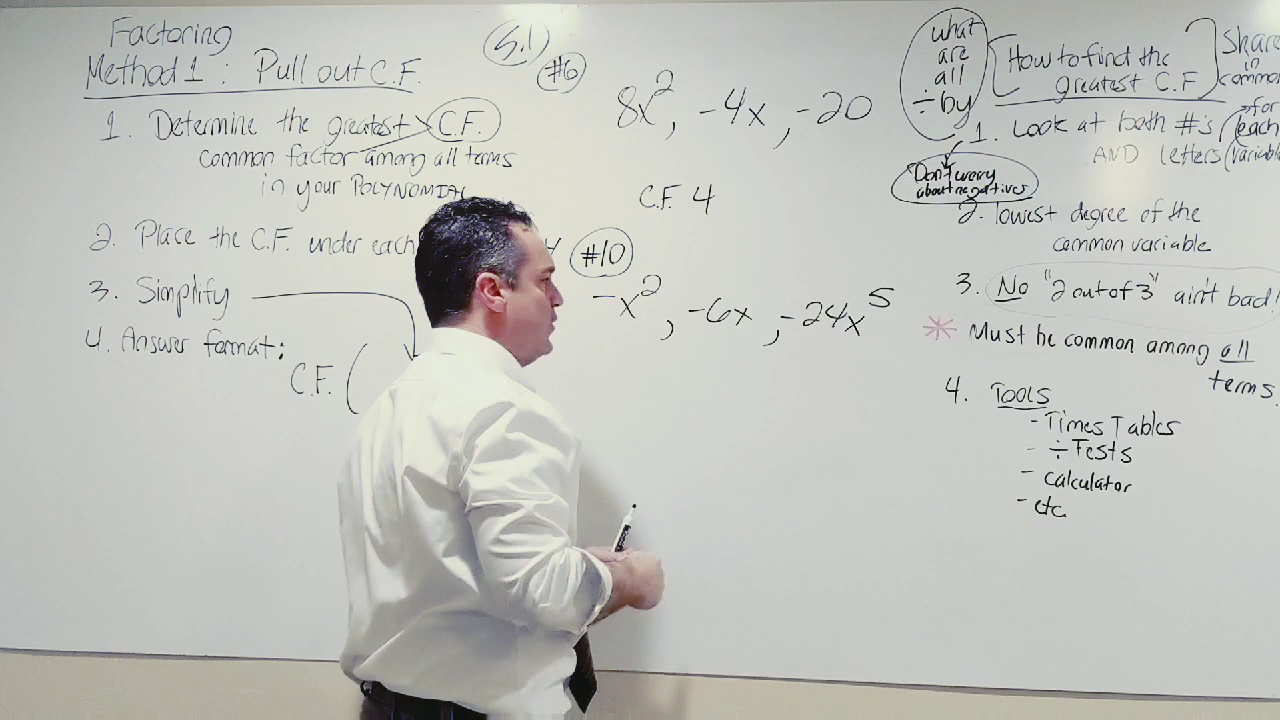 Factoring
Method 1: Pull out C.F.
1. Determine the greatest C.F.
common factor among all terms
in your POLYNOMIAL
2. Place the C.F. under each
3. Simplify
4. Answer format:
C.F. (
5.1
#6
8x², -4x, -20
C.F. 4
#10
-x², -6x, -24x⁵
what
are
all
÷ by
How to find the
greatest C.F.
Share
in
common
for
each
1. Look at both #'s
AND letters (variable
Don't worry
about negatives
2. lowest degree of the
common variable
3. No "2 out of 3" ain't bad!
* Must be common among all
terms.
4. TOOLS
- Times Tables
- ÷ Tests
- calculator
- etc